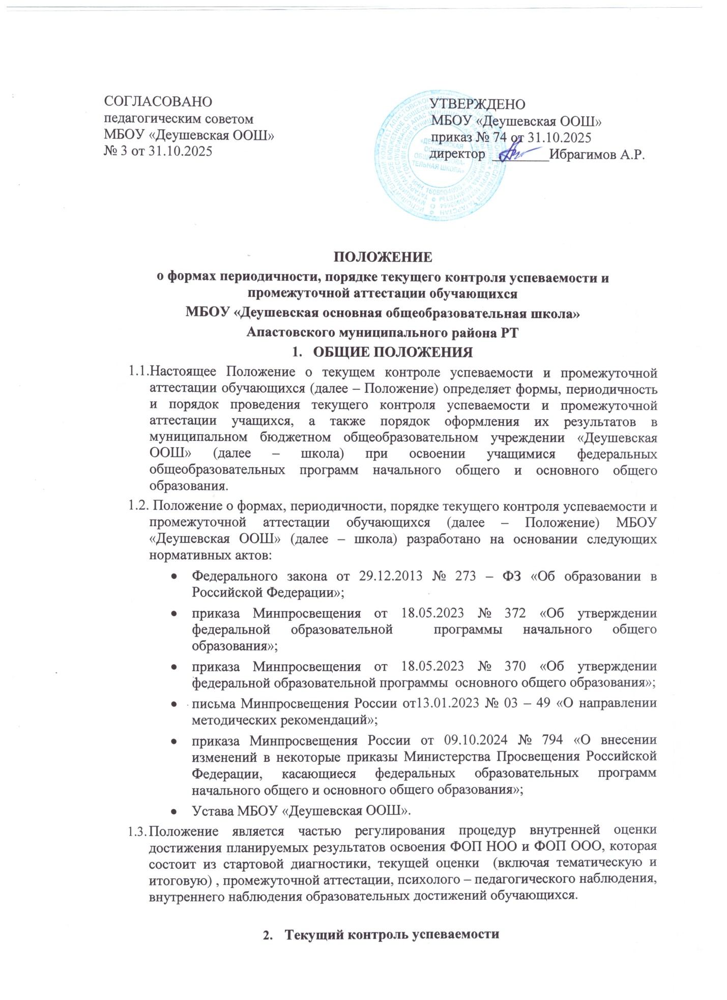 СОГЛАСОВАНО
педагогическим советом
МБОУ «Деушевская ООШ»
№ 3 от 31.10.2025
УТВЕРЖДЕНО
МБОУ «Деушевская ООШ»
приказ № 74 от 31.10.2025
директор ________Ибрагимов А.Р.
«ДЕУШЕВСКАЯ
ОСНОВНАЯ
ОБЩЕОБРАЗОВА-
ТЕЛЬНАЯ ШКОЛА»
ПОЛОЖЕНИЕ
о формах периодичности, порядке текущего контроля успеваемости и
промежуточной аттестации обучающихся
МБОУ «Деушевская основная общеобразовательная школа»
Апастовского муниципального района РТ
1. ОБЩИЕ ПОЛОЖЕНИЯ
1.1.Настоящее Положение о текущем контроле успеваемости и промежуточной
аттестации обучающихся (далее – Положение) определяет формы, периодичность
и порядок проведения текущего контроля успеваемости и промежуточной
аттестации учащихся, а также порядок оформления их результатов в
муниципальном бюджетном общеобразовательном учреждении «Деушевская
ООШ» (далее – школа) при освоении учащимися федеральных
общеобразовательных программ начального общего и основного общего
образования.
1.2. Положение о формах, периодичности, порядке текущего контроля успеваемости и
промежуточной аттестации обучающихся (далее – Положение) МБОУ
«Деушевская ООШ» (далее – школа) разработано на основании следующих
нормативных актов:
• Федерального закона от 29.12.2013 № 273 – ФЗ «Об образовании в
Российской Федерации»;
• приказа Минпросвещения от 18.05.2023 № 372 «Об утверждении
федеральной образовательной программы начального общего
образования»;
• приказа Минпросвещения от 18.05.2023 № 370 «Об утверждении
федеральной образовательной программы основного общего образования»;
• письма Минпросвещения России от13.01.2023 № 03 – 49 «О направлении
методических рекомендаций»;
• приказа Минпросвещения России от 09.10.2024 № 794 «О внесении
изменений в некоторые приказы Министерства Просвещения Российской
Федерации, касающиеся федеральных образовательных программ
начального общего и основного общего образования»;
• Устава МБОУ «Деушевская ООШ».
1.3.Положение является частью регулирования процедур внутренней оценки
достижения планируемых результатов освоения ФОП НОО и ФОП ООО, которая
состоит из стартовой диагностики, текущей оценки (включая тематическую и
итоговую) , промежуточной аттестации, психолого – педагогического наблюдения,
внутреннего наблюдения образовательных достижений обучающихся.
2. Текущий контроль успеваемости